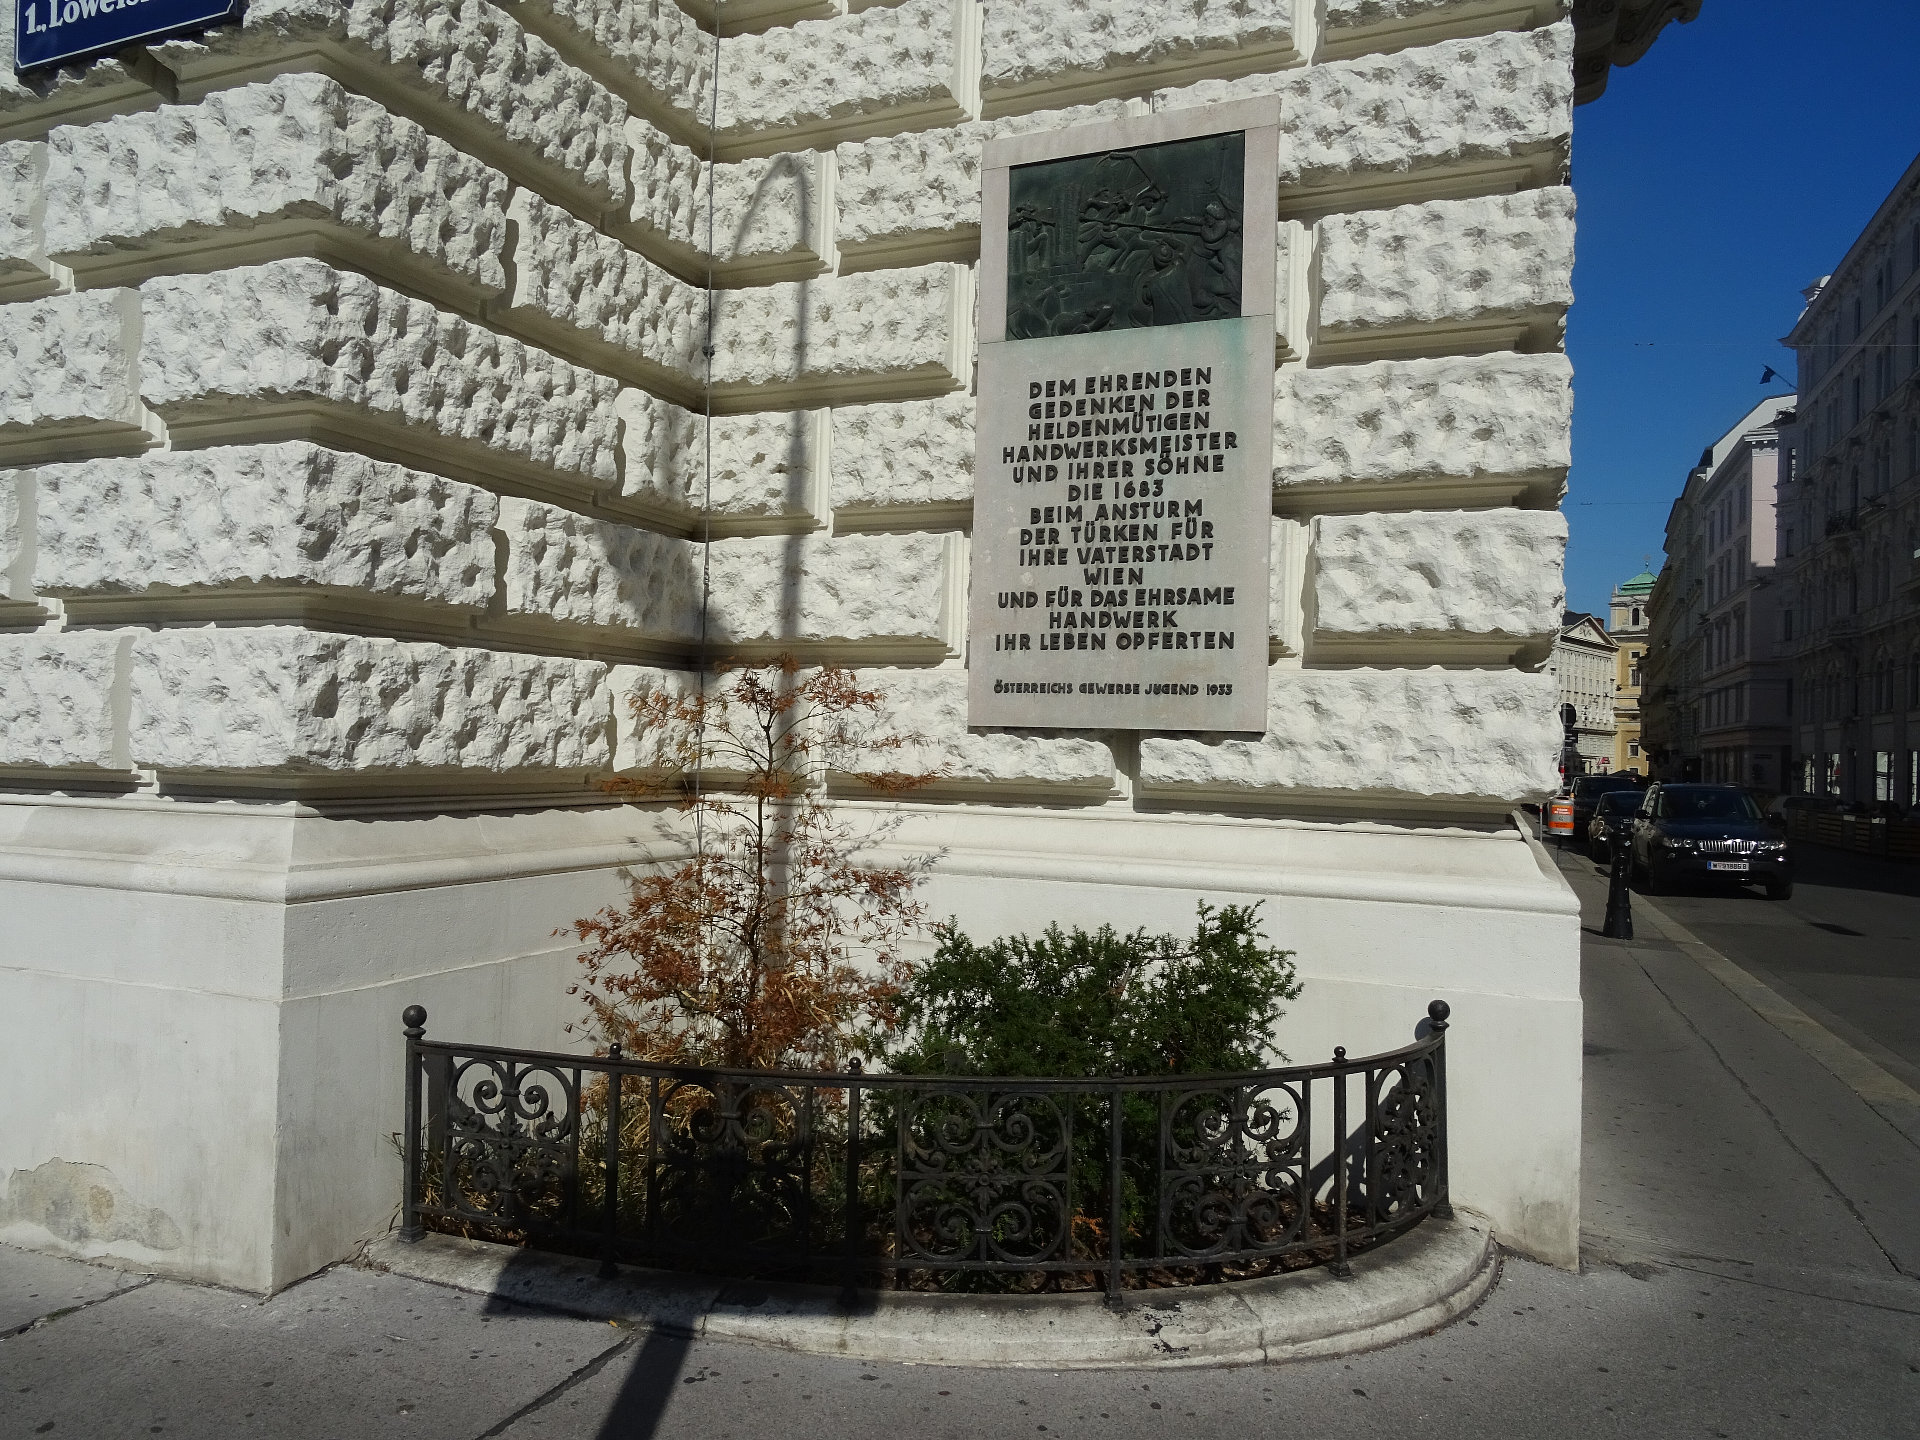 1., Löwels
DEM EHRENDEN
GEDENKEN DER
HELDENMÜTIGEN
HANDWERKSMEISTER
UND IHRER SÖHNE
DIE 1683
BEIM ANSTURM
DER TÜRKEN FÜR
IHRE VATERSTADT
WIEN
UND FÜR DAS EHRSAME
HANDWERK
IHR LEBEN OPFERTEN
ÖSTERREICHS GEWERBE JUGEND 1933